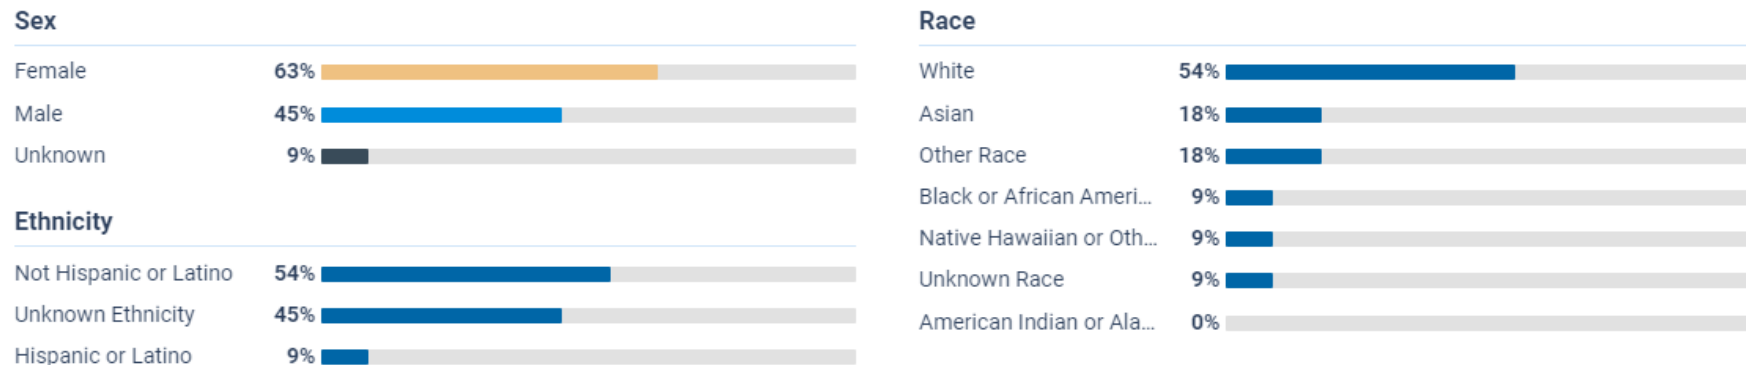 Sex
Female 63%
Male 45%
Unknown 9%
Ethnicity
Not Hispanic or Latino 54%
Unknown Ethnicity 45%
Hispanic or Latino 9%
Race
White 54%
Asian 18%
Other Race 18%
Black or African Ameri... 9%
Native Hawaiian or Oth... 9%
Unknown Race 9%
American Indian or Ala... 0%